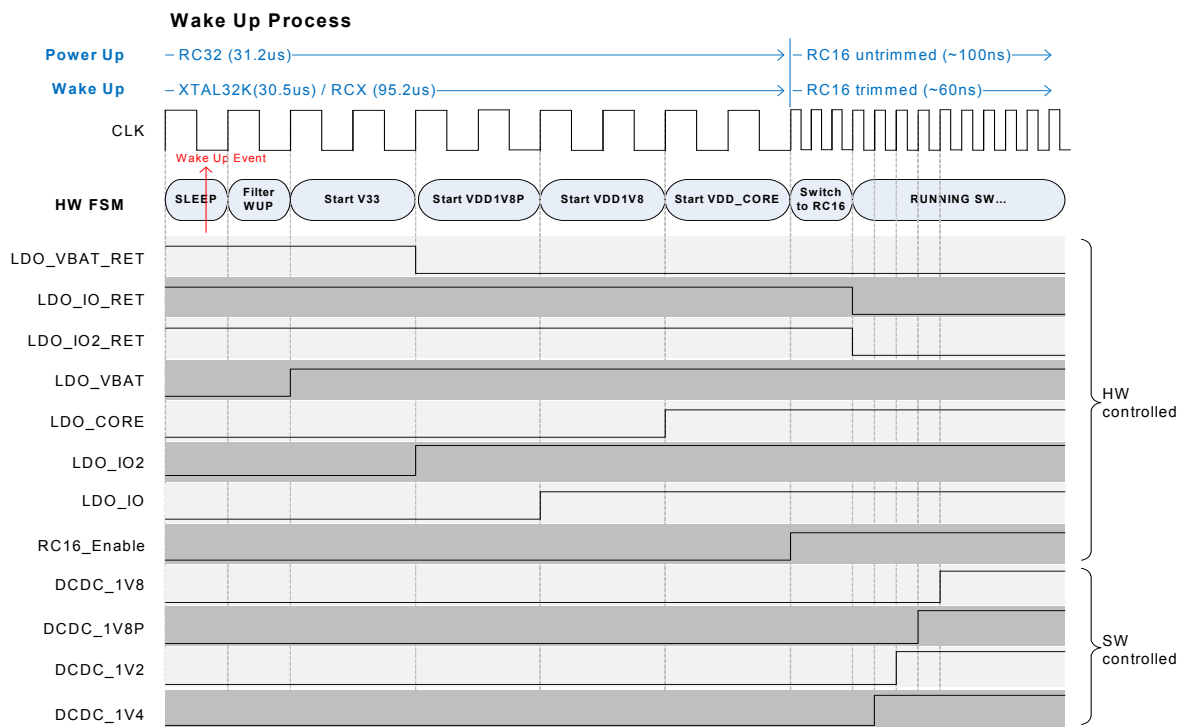 Wake Up Process
Power Up
RC32 (31.2us)
RC16 untrimmed (~100ns)
Wake Up
XTAL32K(30.5us) / RCX (95.2us)
RC16 trimmed (~60ns)
CLK
Wake Up Event
HW FSM
SLEEP
Filter
WUP
Start V33
Start VDD1V8P
Start VDD1V8
Start VDD_CORE
Switch
to RC16
RUNNING SW...
LDO_VBAT_RET
LDO_IO_RET
LDO_IO2_RET
LDO_VBAT
LDO_CORE
LDO_IO2
LDO_IO
RC16_Enable
HW
controlled
DCDC_1V8
DCDC_1V8P
DCDC_1V2
DCDC_1V4
SW
controlled